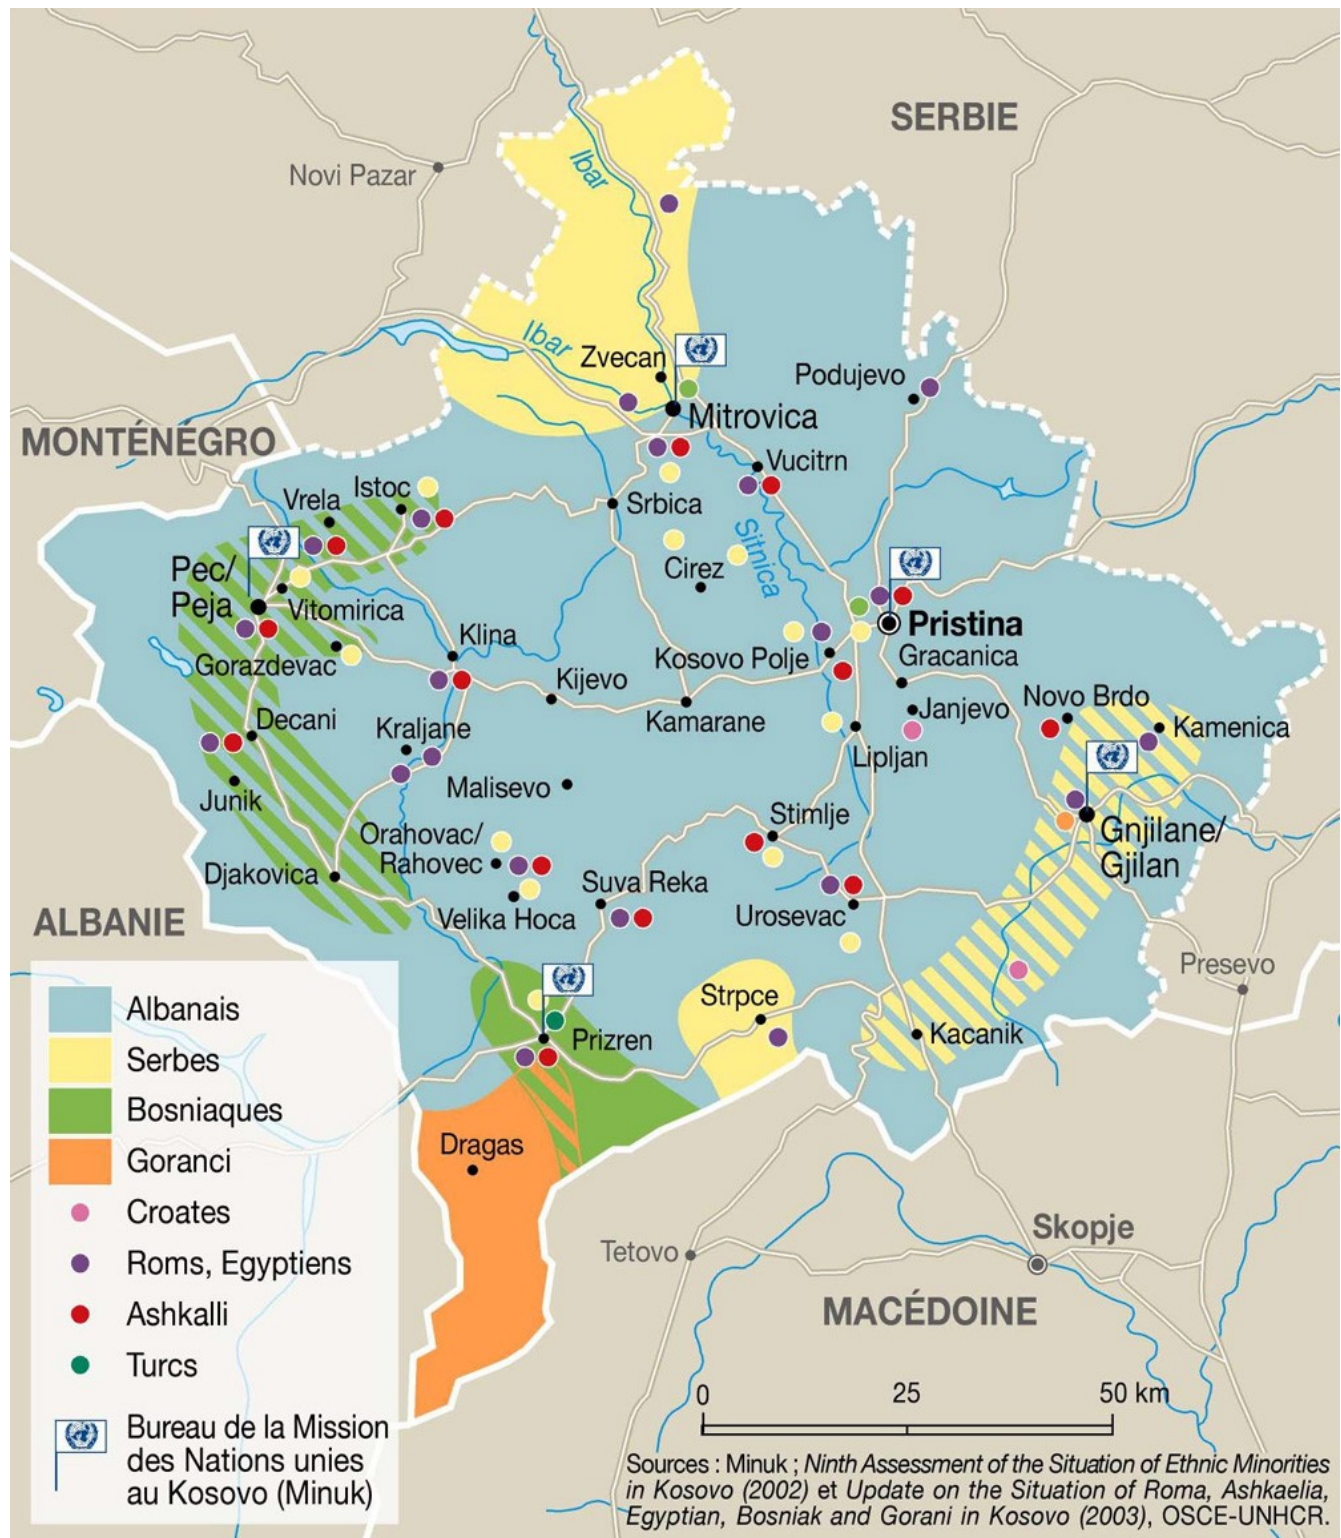 SERBIE
Novi Pazar
Ibar
Ibar
Zvecan
Podujevo
Mitrovica
MONTÉNÉGRO
Vucitrn
Istoc
Vrela
Srbica
Sitnica
Cirez
Pec/
Peja
Vitomirica
Pristina
Klina
Kosovo Polje
Gracanica
Gorazdevac
Kijevo
Novo Brdo
Janjevo
Decani
Kamarane
Kamenica
Kraljane
Lipljan
Malisevo
Junik
Stimlje
Orahovac/
Rahovec
Gnjilane/
Gjilan
Djakovica
Suva Reka
Velika Hoca
Urosevac
ALBANIE
Presevo
Strpce
Prizren
Kacanik
Dragas
Skopje
Tetovo
MACÉDOINE
Albanais
Serbes
Bosniaques
Goranci
Croates
Roms, Egyptiens
Ashkalli
Turcs
Bureau de la Mission
des Nations unies
au Kosovo (Minuk)
0 25 50 km
Sources : Minuk ; Ninth Assessment of the Situation of Ethnic Minorities
in Kosovo (2002) et Update on the Situation of Roma, Ashkaelia,
Egyptian, Bosniak and Gorani in Kosovo (2003), OSCE-UNHCR.